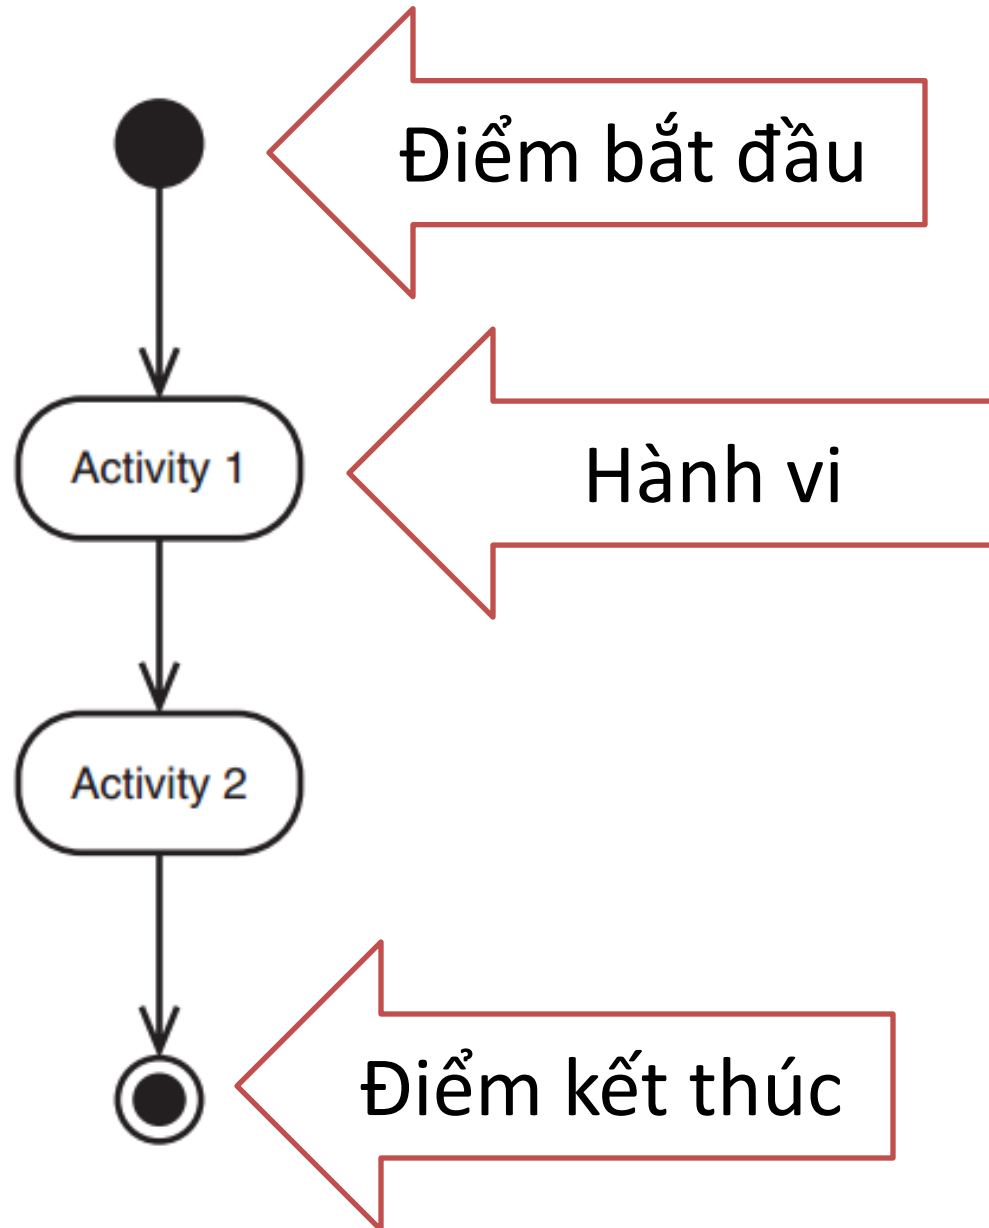 Điểm bắt đầu
Activity 1
Hành vi
Activity 2
Điểm kết thúc